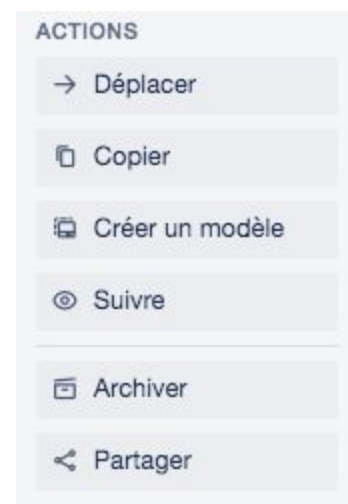 ACTIONS
Déplacer
Copier
Créer un modèle
Suivre
Archiver
Partager